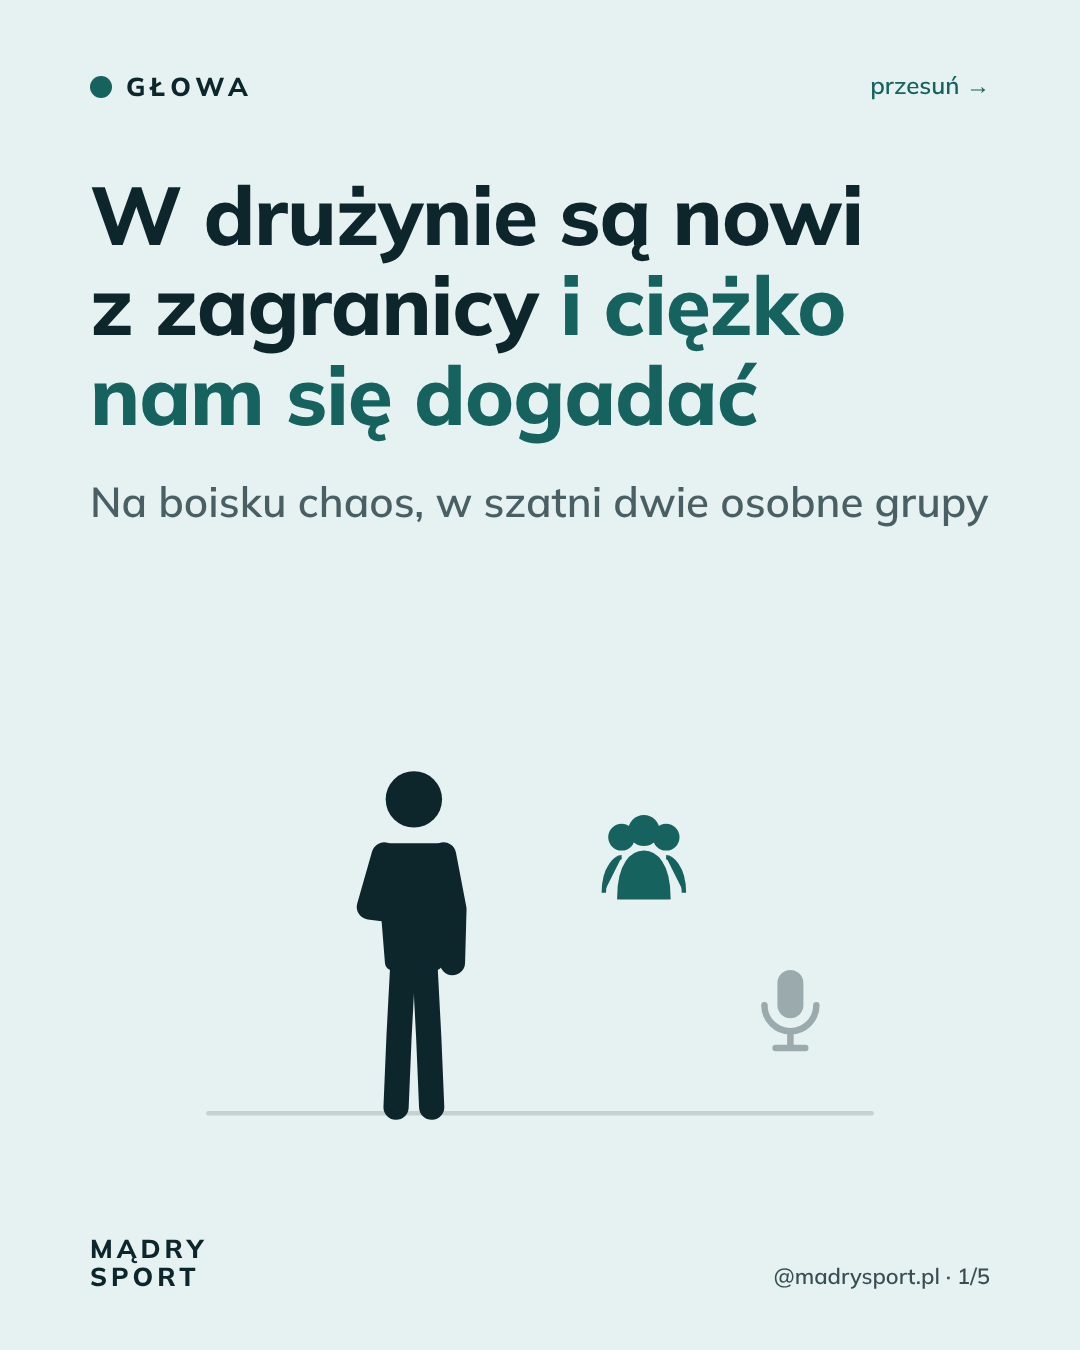 GŁOWA
przesuń →
W drużynie są nowi
z zagranicy i ciężko
nam się dogadać
Na boisku chaos, w szatni dwie osobne grupy
MĄDRY
SPORT
@madrysport.pl · 1/5